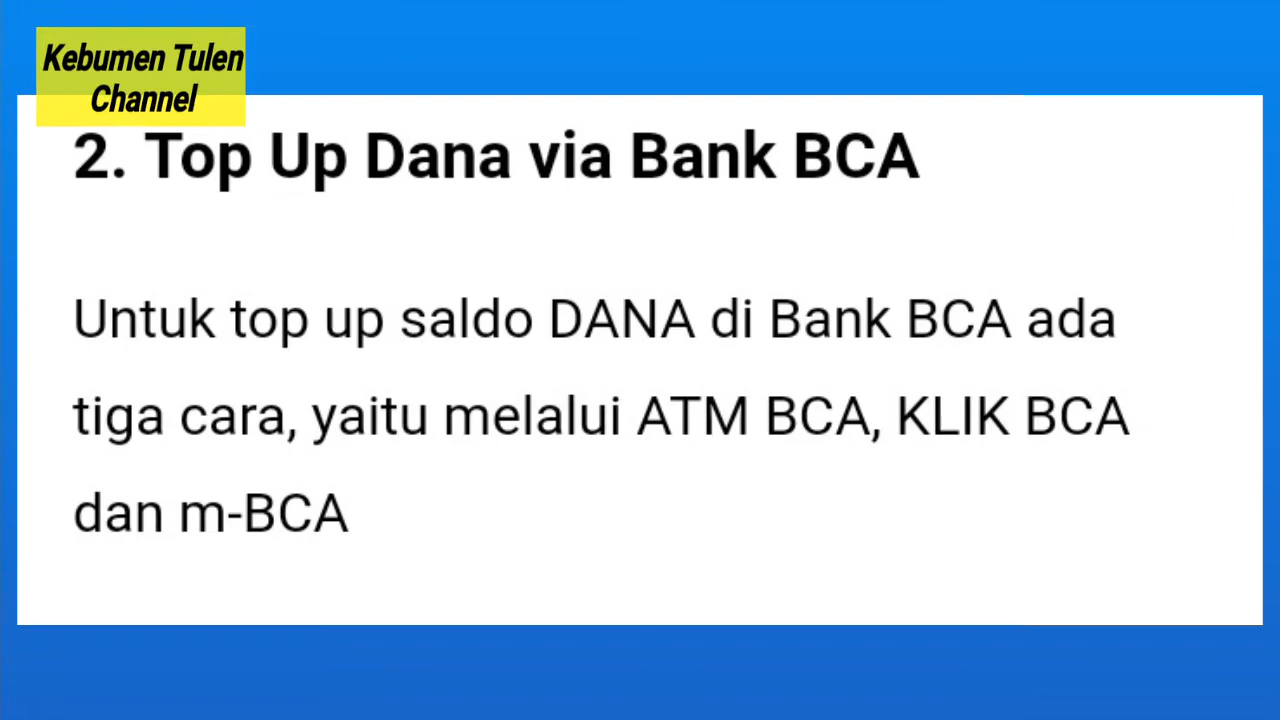 Kebumen Tulen
Channel
2. Top Up Dana via Bank BCA
Untuk top up saldo DANA di Bank BCA ada
tiga cara, yaitu melalui ATM BCA, KLIK BCA
dan m-BCA